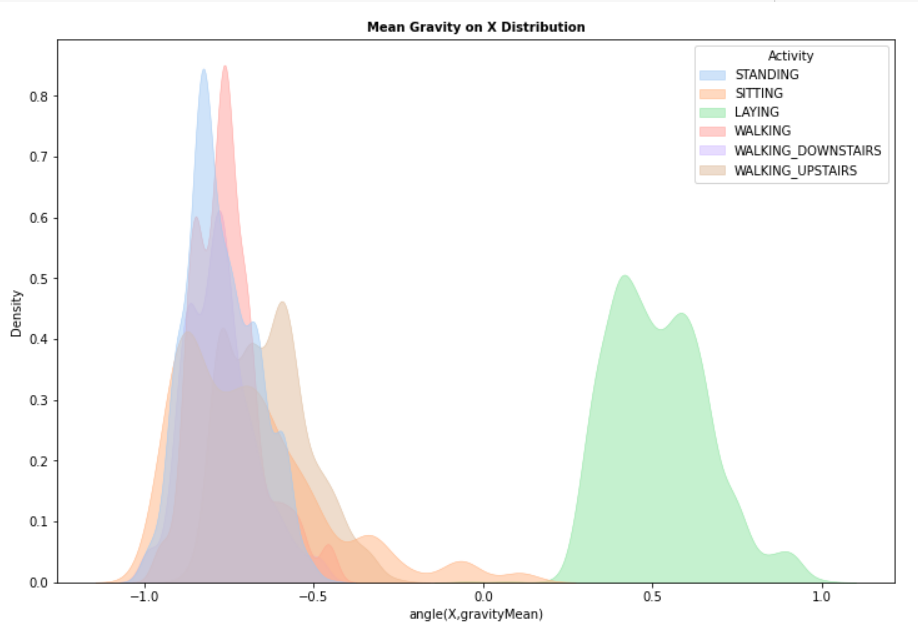 Mean Gravity on X Distribution
Activity
STANDING
SITTING
LAYING
WALKING
WALKING_DOWNSTAIRS
WALKING_UPSTAIRS
Density
0.8
0.7
0.6
0.5
0.4
0.3
0.2
0.1
0.0
−1.0 −0.5 0.0 0.5 1.0
angle(X,gravityMean)